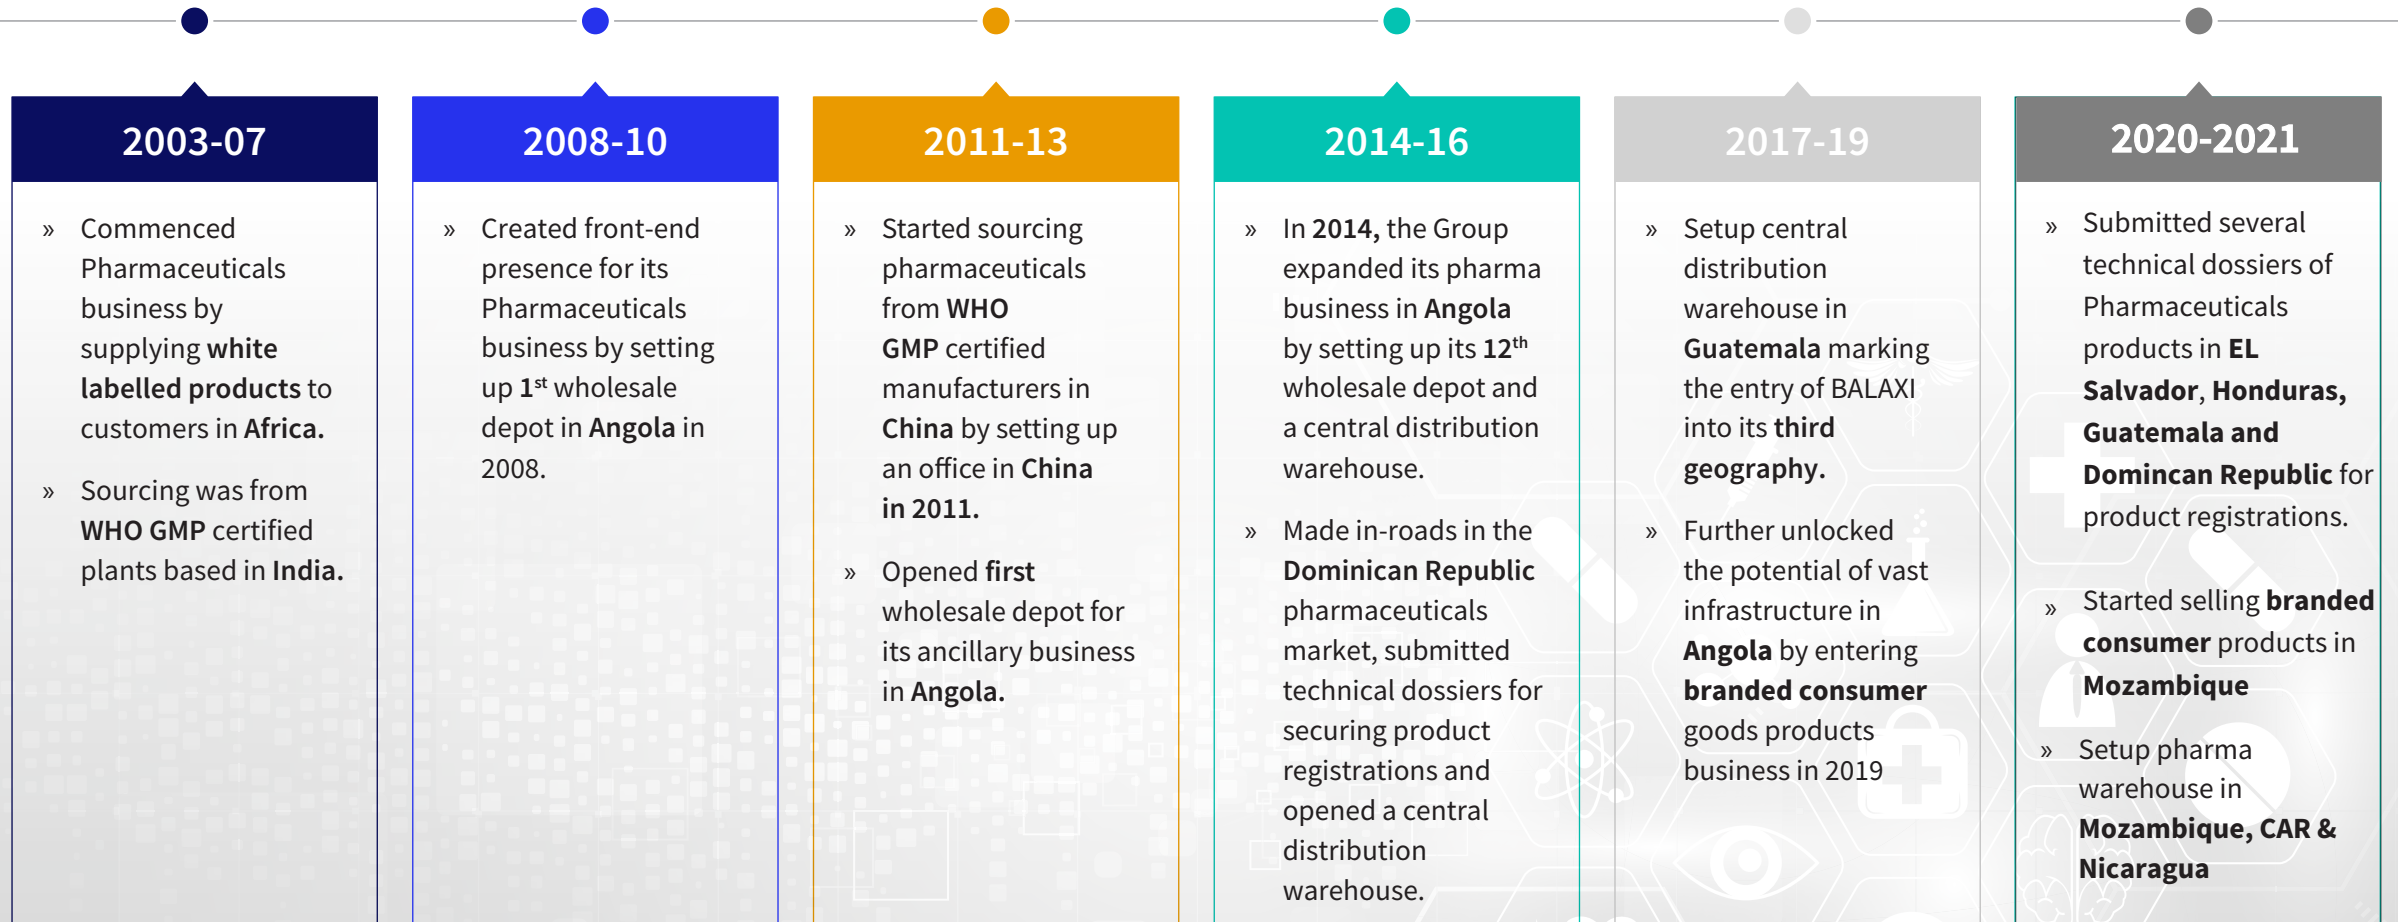 2003-07
» Commenced
Pharmaceuticals
business by
supplying white
labelled products to
customers in Africa.
» Sourcing was from
WHO GMP certified
plants based in India.
2008-10
» Created front-end
presence for its
Pharmaceuticals
business by setting
up 1st wholesale
depot in Angola in
2008.
2011-13
» Started sourcing
pharmaceuticals
from WHO
GMP certified
manufacturers in
China by setting up
an office in China
in 2011.
» Opened first
wholesale depot for
its ancillary business
in Angola.
2014-16
» In 2014, the Group
expanded its pharma
business in Angola
by setting up its 12th
wholesale depot and
a central distribution
warehouse.
» Made in-roads in the
Dominican Republic
pharmaceuticals
market, submitted
technical dossiers for
securing product
registrations and
opened a central
distribution
warehouse.
2017-19
» Setup central
distribution
warehouse in
Guatemala marking
the entry of BALAXI
into its third
geography.
» Further unlocked
the potential of vast
infrastructure in
Angola by entering
branded consumer
goods products
business in 2019
2020-2021
» Submitted several
technical dossiers of
Pharmaceuticals
products in EL
Salvador, Honduras,
Guatemala and
Domincan Republic for
product registrations.
» Started selling branded
consumer products in
Mozambique
» Setup pharma
warehouse in
Mozambique, CAR &
Nicaragua